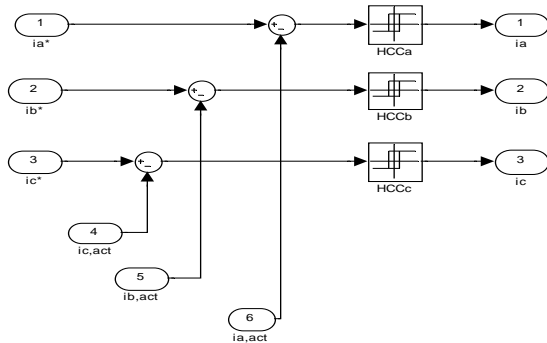 1
ia*
+
-
HCCa
1
ia
2
ib*
+
-
HCCb
2
ib
3
ic*
+
-
HCCc
3
ic
4
ic,act
5
ib,act
6
ia,act